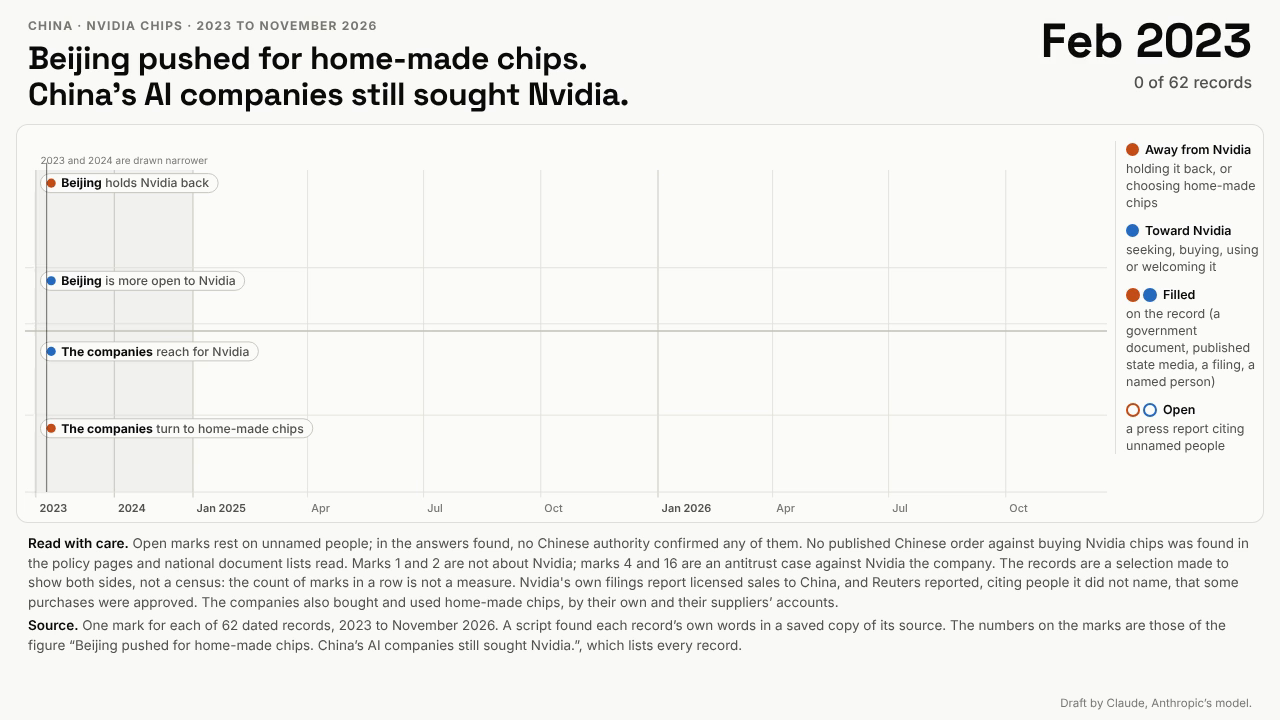 CHINA · NVIDIA CHIPS · 2023 TO NOVEMBER 2026
Beijing pushed for home-made chips.
China’s AI companies still sought Nvidia.
Feb 2023
0 of 62 records
2023 and 2024 are drawn narrower
Beijing holds Nvidia back
Beijing is more open to Nvidia
The companies reach for Nvidia
The companies turn to home-made chips
2023
2024
Jan 2025
Apr
Jul
Oct
Jan 2026
Apr
Jul
Oct
Away from Nvidia
holding it back, or
choosing home-made
chips
Toward Nvidia
seeking, buying, using
or welcoming it
Filled
on the record (a
government
document, published
state media, a filing, a
named person)
Open
a press report citing
unnamed people
Read with care. Open marks rest on unnamed people; in the answers found, no Chinese authority confirmed any of them. No published Chinese order against buying Nvidia chips was found in
the policy pages and national document lists read. Marks 1 and 2 are not about Nvidia; marks 4 and 16 are an antitrust case against Nvidia the company. The records are a selection made to
show both sides, not a census: the count of marks in a row is not a measure. Nvidia's own filings report licensed sales to China, and Reuters reported, citing people it did not name, that some
purchases were approved. The companies also bought and used home-made chips, by their own and their suppliers’ accounts.
Source. One mark for each of 62 dated records, 2023 to November 2026. A script found each record’s own words in a saved copy of its source. The numbers on the marks are those of the
figure “Beijing pushed for home-made chips. China’s AI companies still sought Nvidia.”, which lists every record.
Draft by Claude, Anthropic’s model.